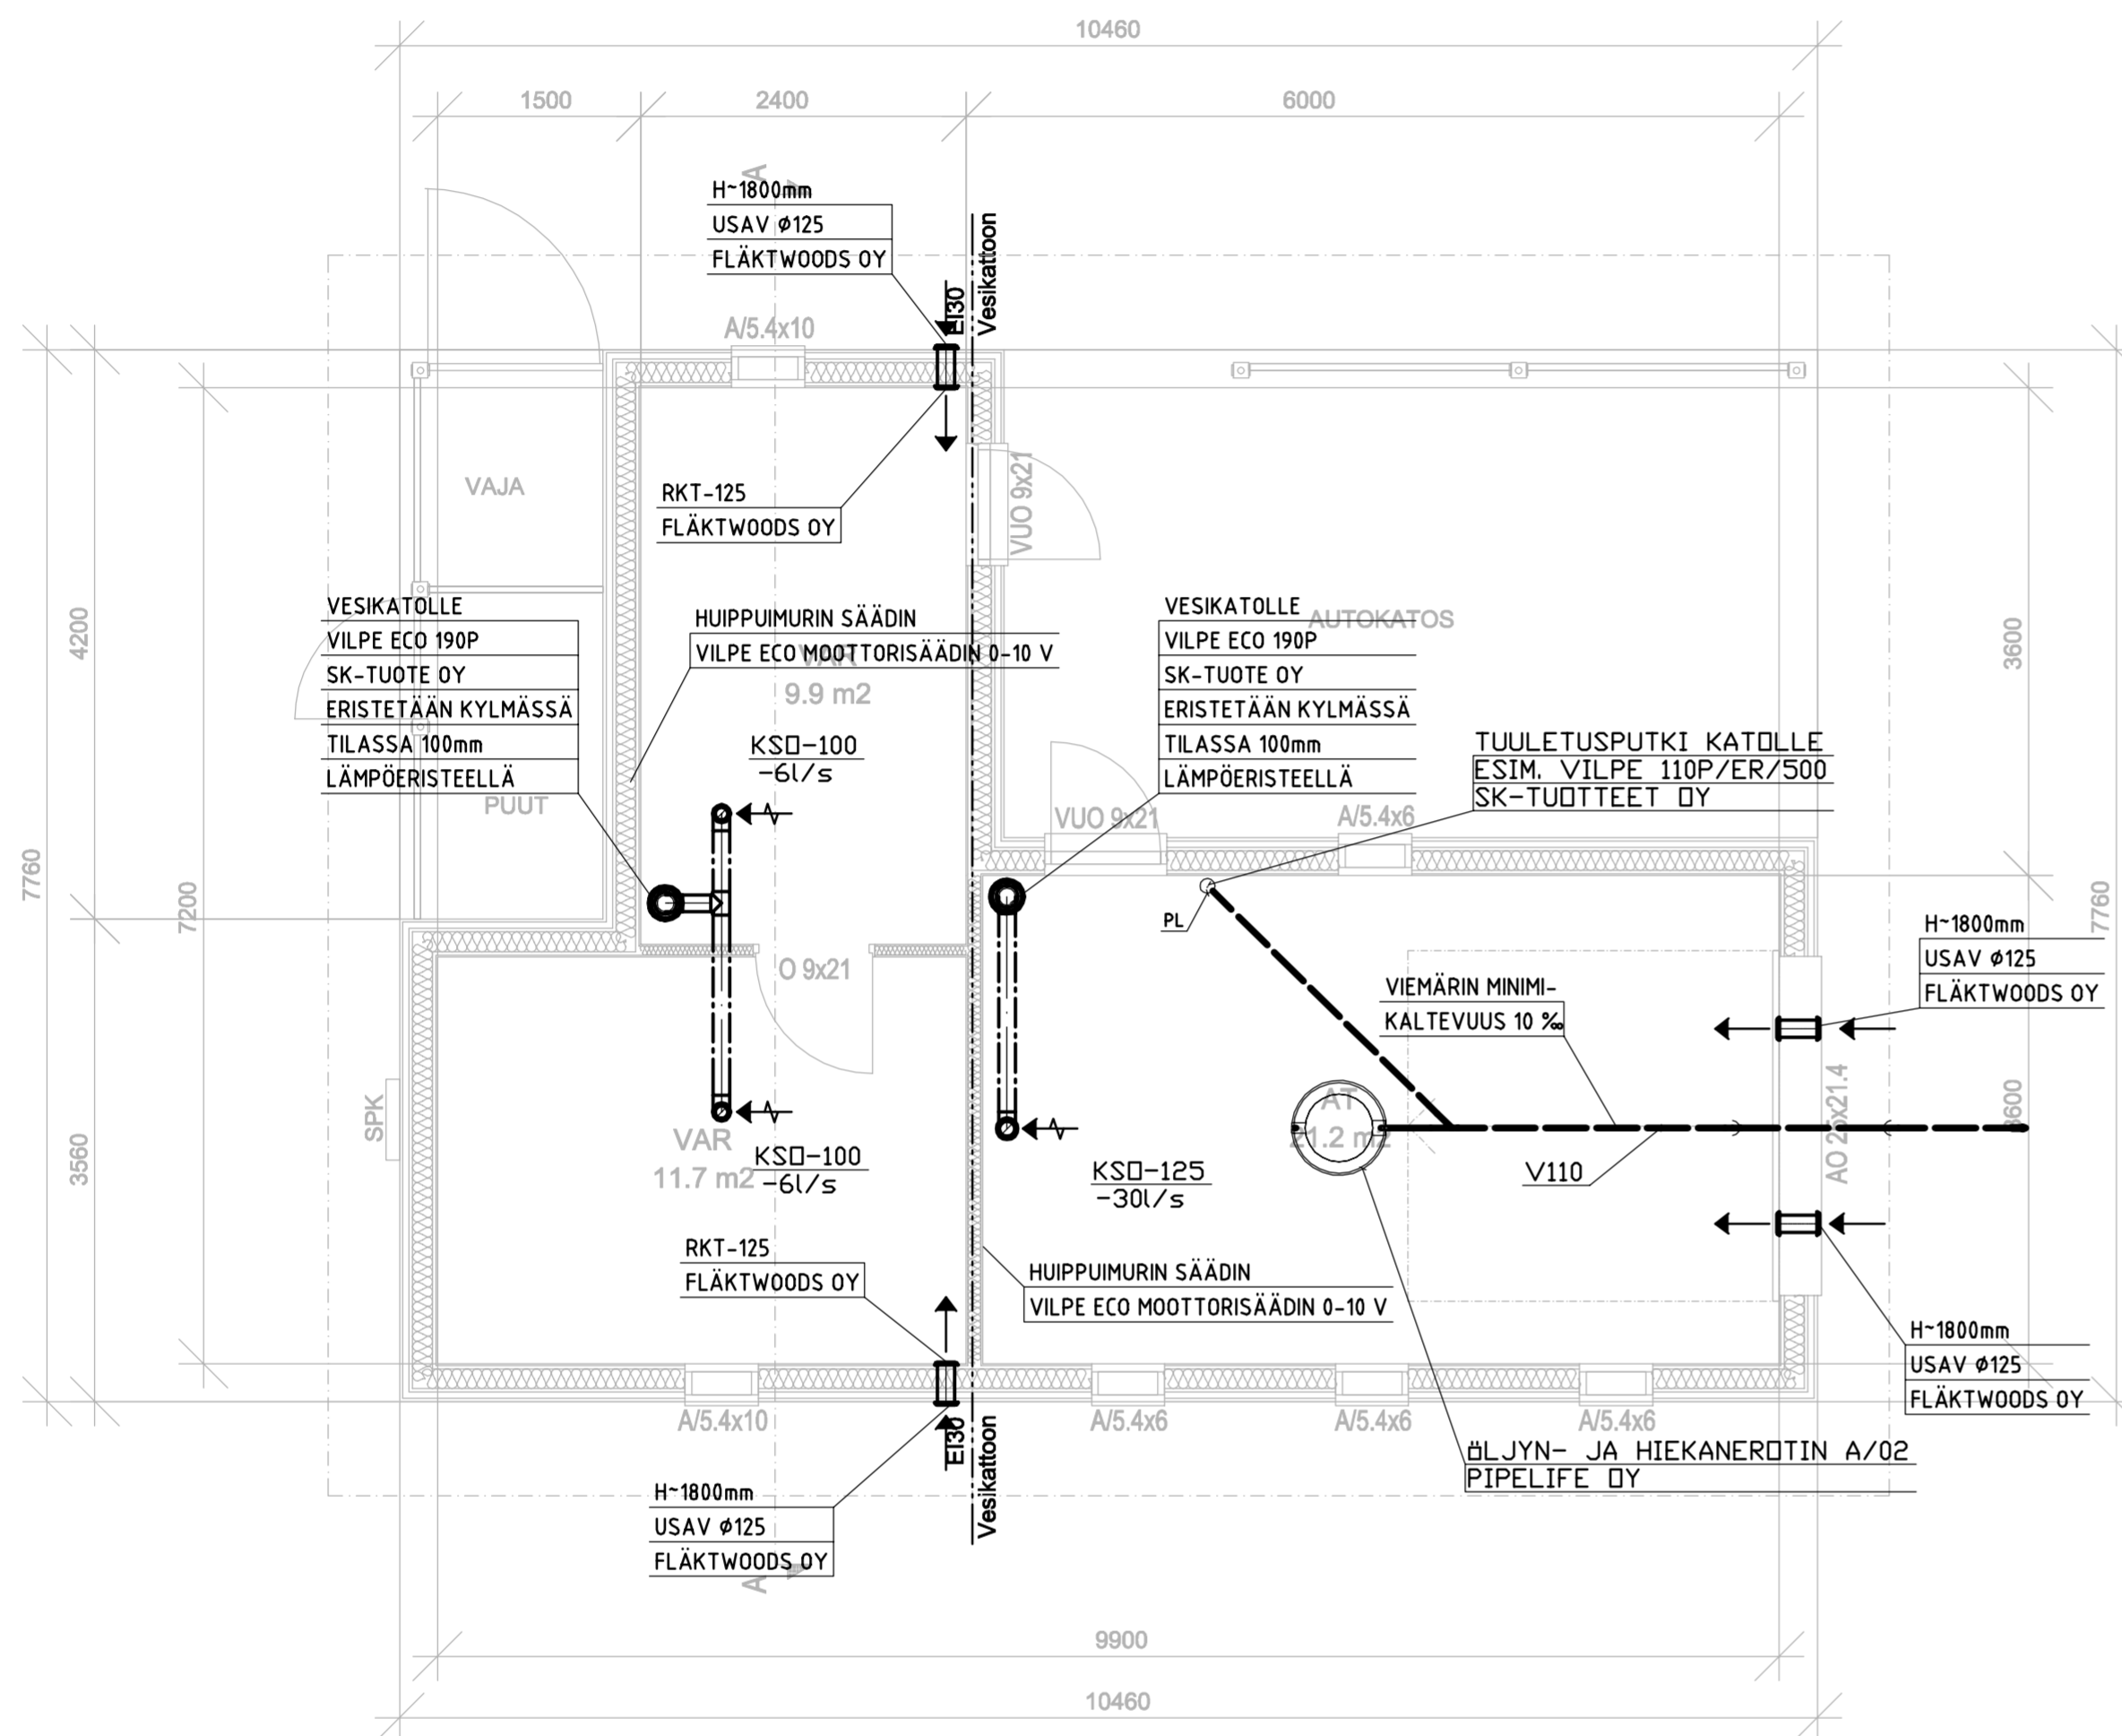 10460
1500
2400
6000
A
H~1800mm
USAV ø125
FLÄKTWOODS OY
EI30
Vesikattoon
A/5.4x10
VAJA
RKT-125
FLÄKTWOODS OY
VUO 9x21
VESIKATOLLE
VILPE ECO 190P
SK-TUOTE OY
ERISTETÄÄN KYLMÄSSÄ
TILASSA 100mm
LÄMPÖERISTEELLÄ
PUUT
HUIPPUIMURIN SÄÄDIN
VILPE ECO MOOTTORISÄÄDIN 0-10 V
VAR
9.9 m2
KSO-100
-6l/s
VESIKATOLLE
VILPE ECO 190P
SK-TUOTE OY
ERISTETÄÄN KYLMÄSSÄ
TILASSA 100mm
LÄMPÖERISTEELLÄ
AUTOKATOS
TUULETUSPUTKI KATOLLE
ESIM. VILPE 110P/ER/500
SK-TUOTTEET OY
VUO 9x21
A/5.4x6
4200
7760
7200
3560
3600
7760
3600
PL
O 9x21
VIEMÄRIN MINIMI-
KALTEVUUS 10 ‰
H~1800mm
USAV ø125
FLÄKTWOODS OY
SPK
VAR
11.7 m2
KSO-100
-6l/s
KSO-125
-30l/s
AT
21.2 m2
V110
AO 25x21.4
RKT-125
FLÄKTWOODS OY
HUIPPUIMURIN SÄÄDIN
VILPE ECO MOOTTORISÄÄDIN 0-10 V
H~1800mm
USAV ø125
FLÄKTWOODS OY
A/5.4x10
A/5.4x6
A/5.4x6
A/5.4x6
EI30
Vesikattoon
ÖLJYN- JA HIEKANEROTIN A/02
PIPELIFE OY
H~1800mm
USAV ø125
FLÄKTWOODS OY
A
9900
10460